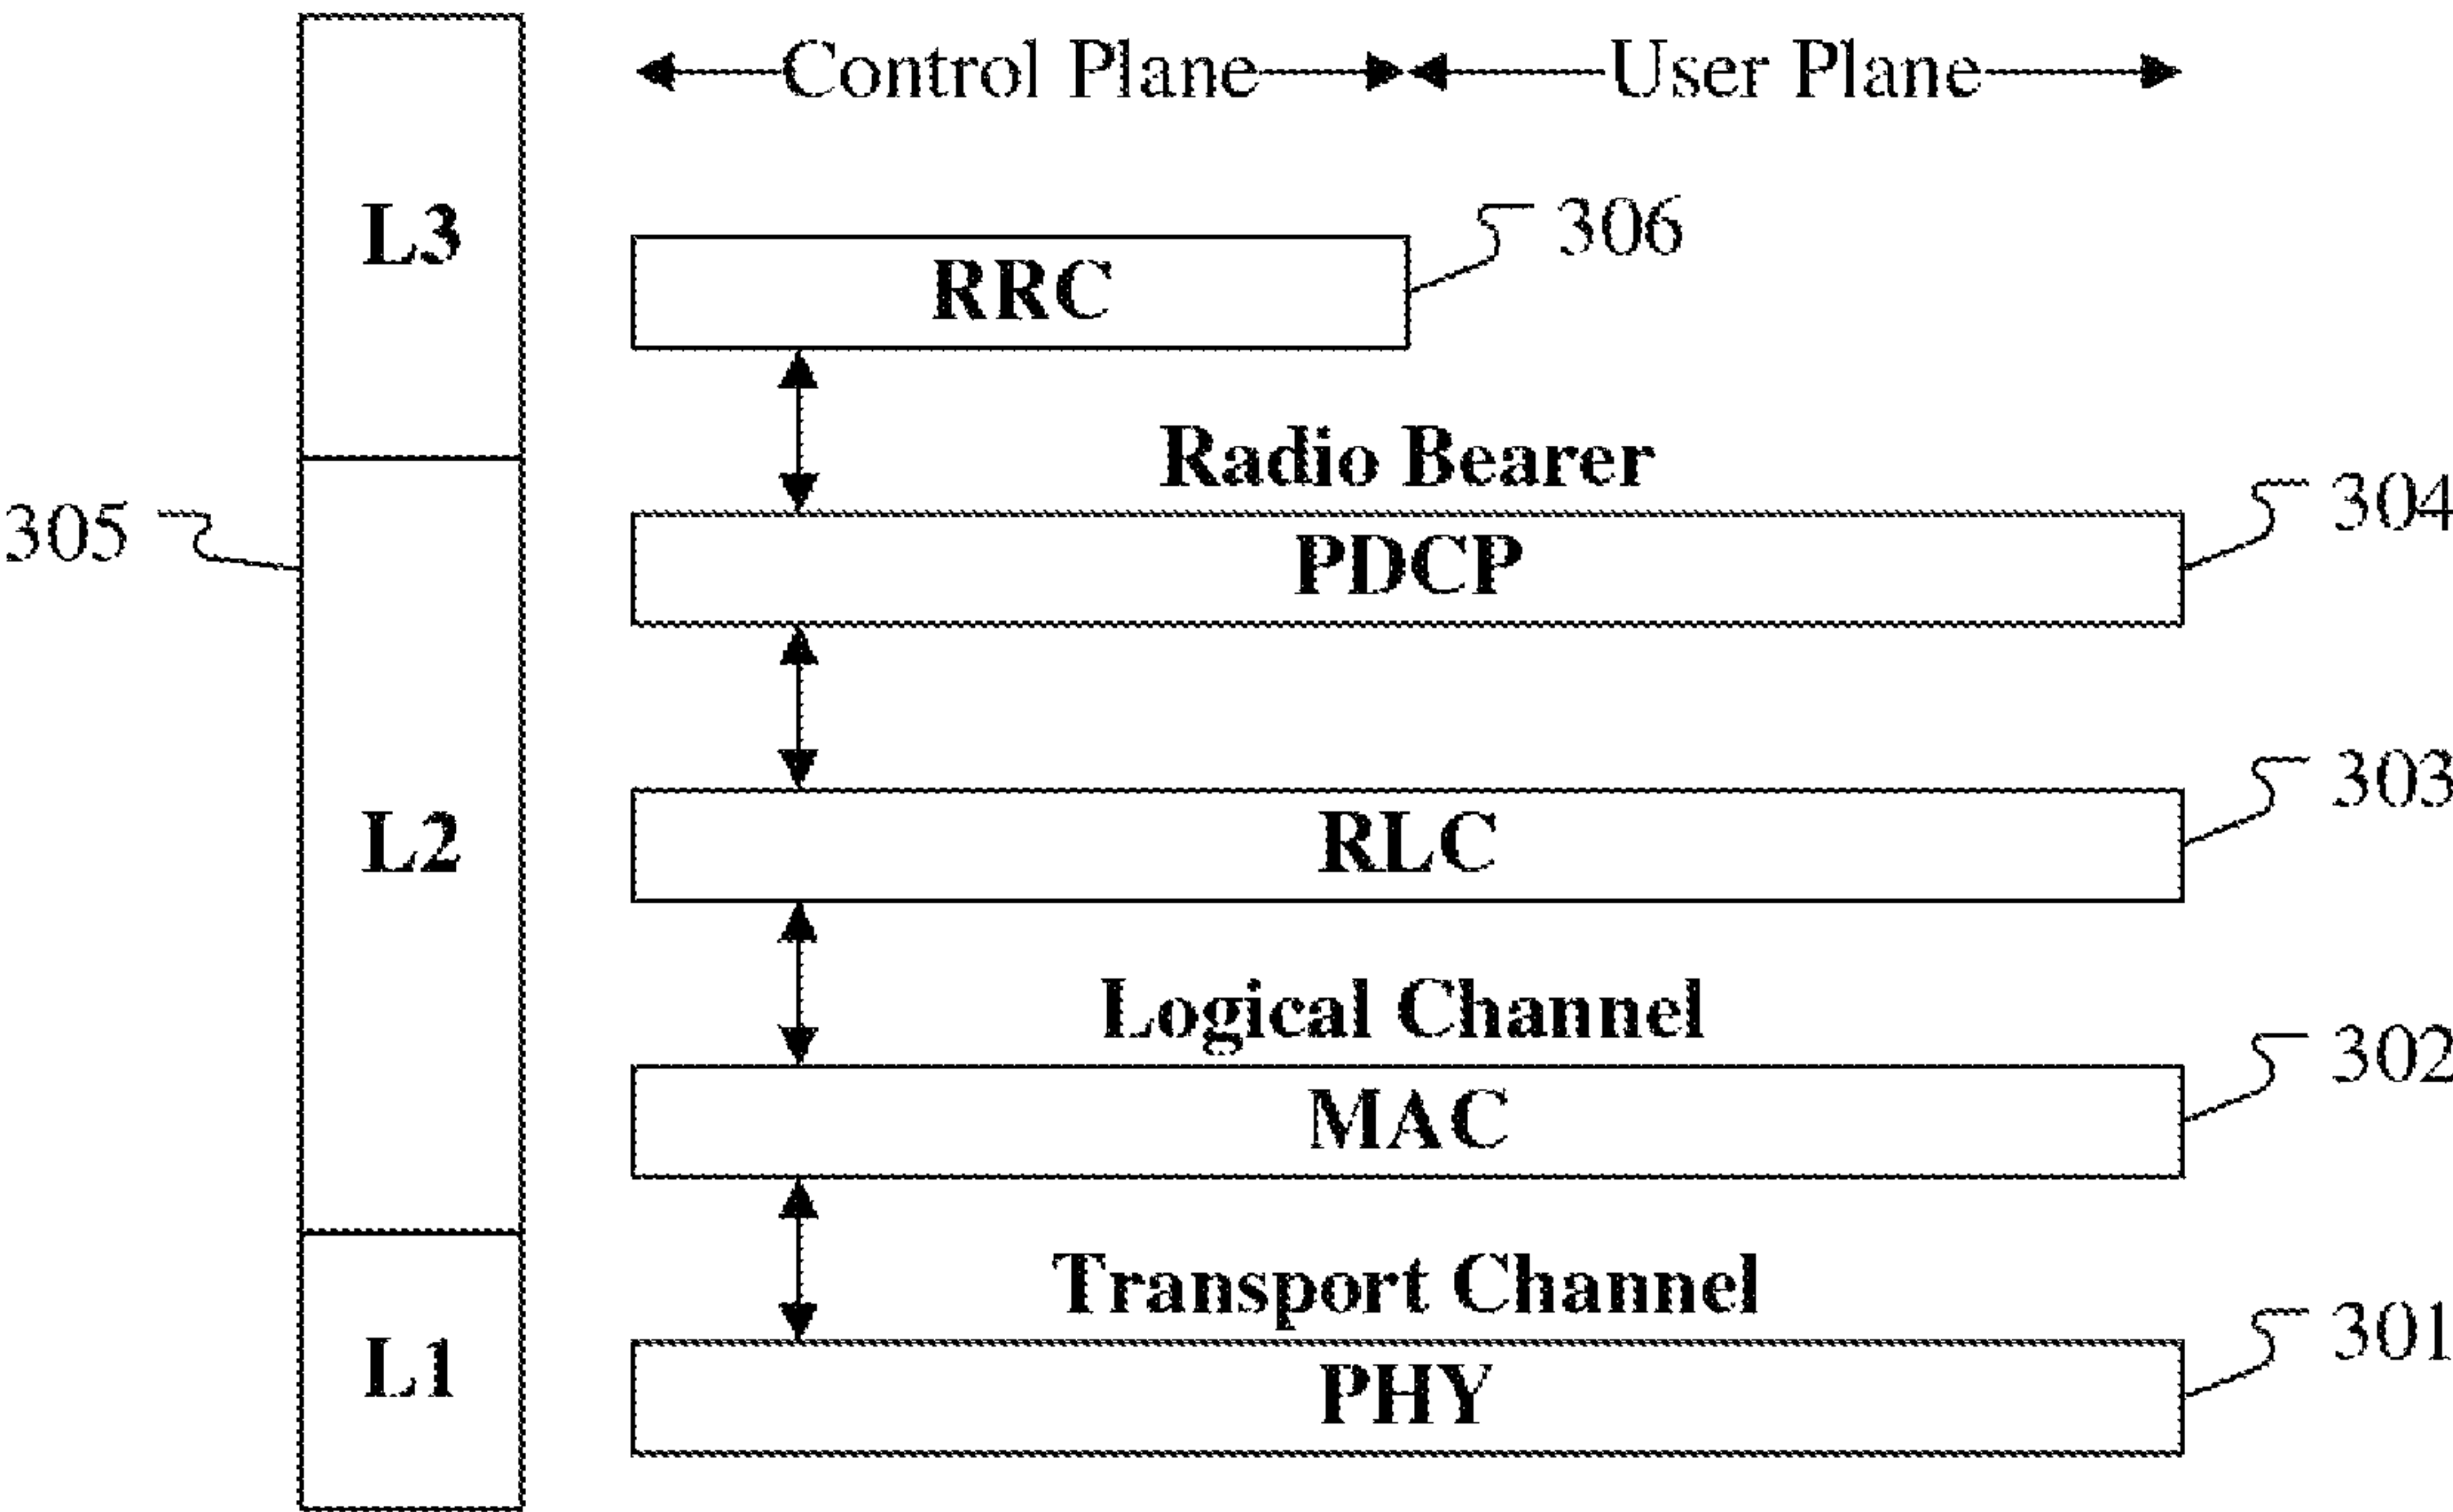 Control Plane User Plane
L3
306
RRC
Radio Bearer
305
304
PDCP
303
L2
RLC
Logical Channel
302
MAC
Transport Channel
301
L1
PHY